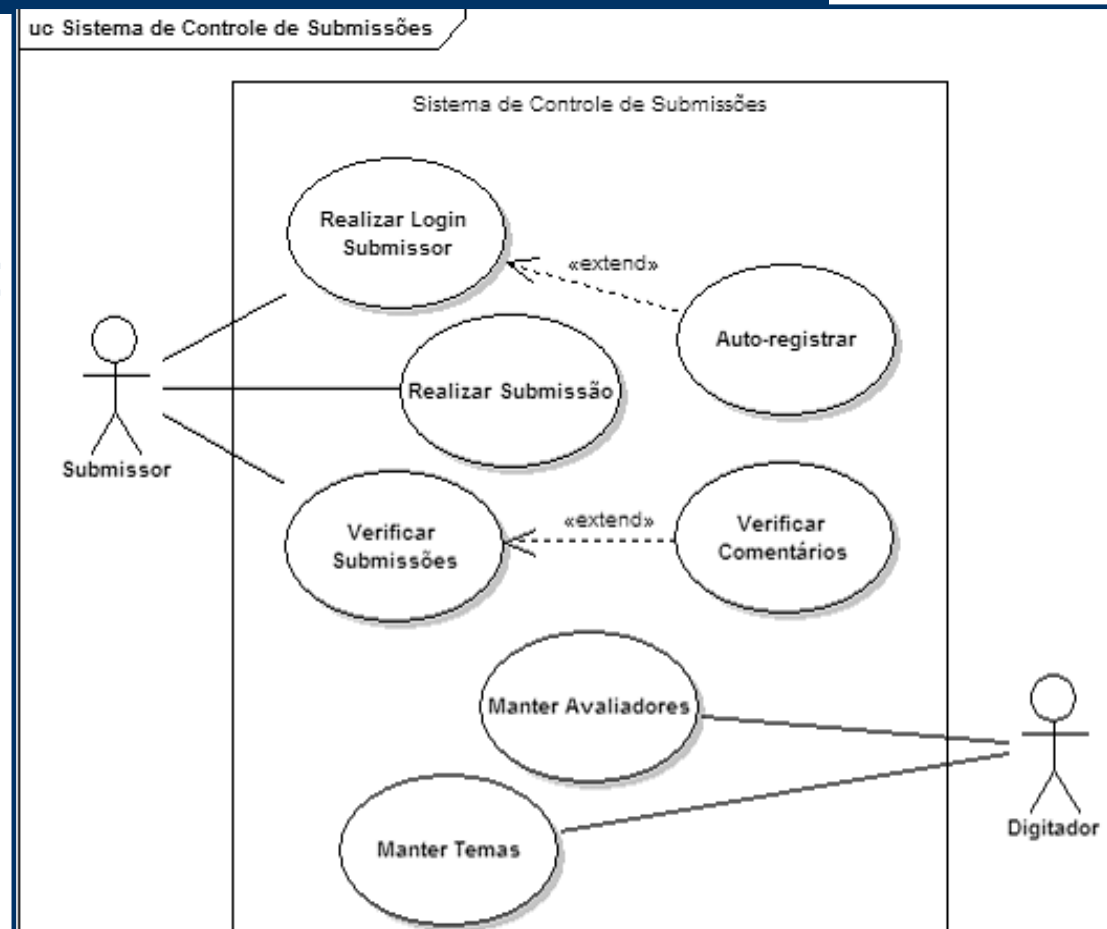 uc Sistema de Controle de Submissões
Sistema de Controle de Submissões
Realizar Login
Submissor
«extend»
Auto-registrar
Realizar Submissão
Submissor
Verificar
Submissões
«extend»
Verificar
Comentários
Manter Avaliadores
Manter Temas
Digitador